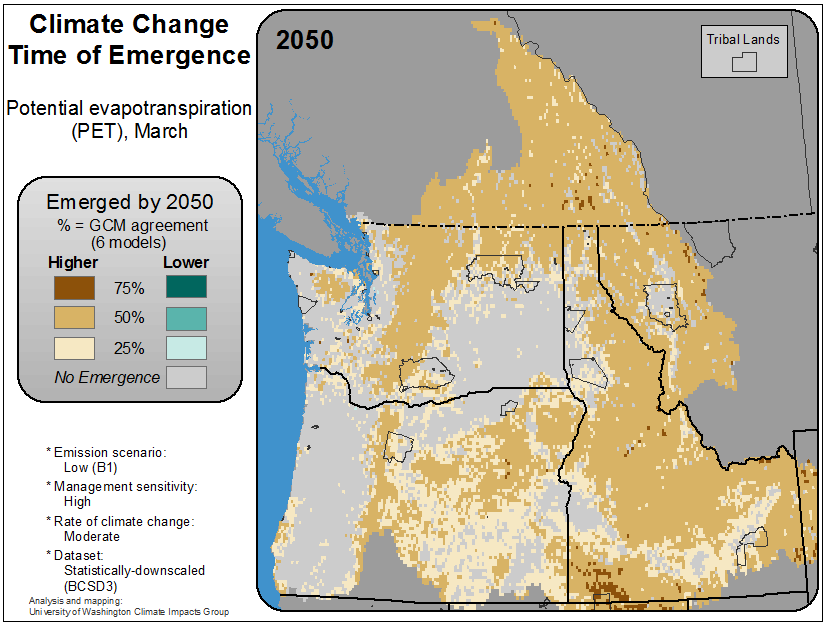 Climate Change
Time of Emergence
Potential evapotranspiration
(PET), March
Emerged by 2050
% = GCM agreement
(6 models)
Higher Lower
75%
50%
25%
No Emergence
* Emission scenario:
Low (B1)
* Management sensitivity:
High
* Rate of climate change:
Moderate
* Dataset:
Statistically-downscaled
(BCSD3)
Analysis and mapping:
University of Washington Climate Impacts Group
2050
Tribal Lands